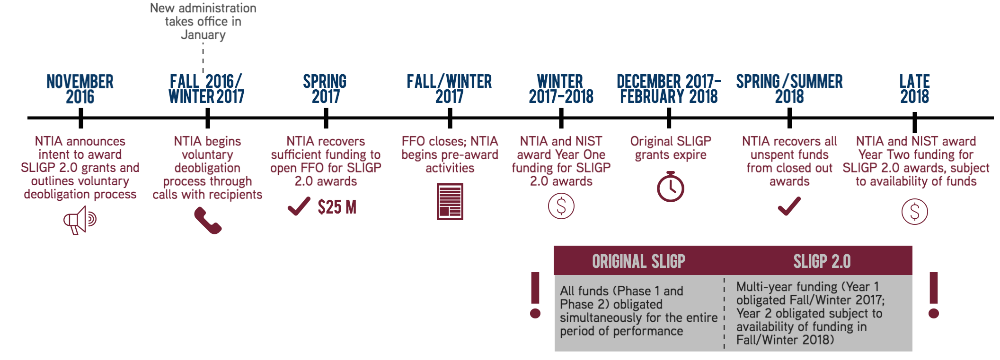 New administration
takes office in
January
NOVEMBER
2016
NTIA announces
intent to award
SLIGP 2.0 grants and
outlines voluntary
deobligation process
FALL 2016/
WINTER 2017
NTIA begins
voluntary
deobligation
process through
calls with recipients
SPRING
2017
NTIA recovers
sufficient funding to
open FFO for SLIGP
2.0 awards
$25 M
FALL/WINTER
2017
FFO closes; NTIA
begins pre-award
activities
WINTER
2017-2018
NTIA and NIST
award Year One
funding for SLIGP
2.0 awards
$
DECEMBER 2017-
FEBRUARY 2018
Original SLIGP
grants expire
SPRING/SUMMER
2018
NTIA recovers all
unspent funds
from closed out
awards
LATE
2018
NTIA and NIST award
Year Two funding for
SLIGP 2.0 awards, subject
to availability of funds
$
!
ORIGINAL SLIGP
All funds (Phase 1 and
Phase 2) obligated
simultaneously for the entire
period of performance
SLIGP 2.0
Multi-year funding (Year 1
obligated Fall/Winter 2017;
Year 2 obligated subject to
availability of funding in
Fall/Winter 2018)
!